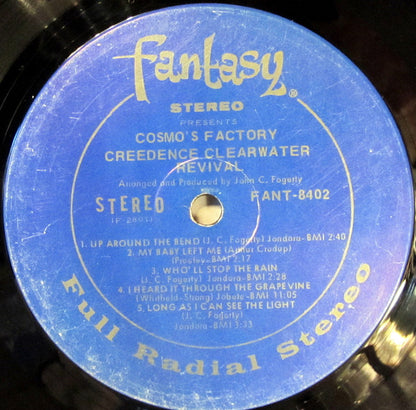 Fantasy®
STEREO
PRESENTS
COSMO'S FACTORY
CREEDENCE CLEARWATER
REVIVAL
Arranged and Produced by John C. Fogerty
STEREO
FANT-8402
1. UP AROUND THE BEND (J. C. Fogerty) Jondora-BMI 2:40
2. MY BABY LEFT ME (Arthur Crudup)
(Presley-BMI) 2:17
3. WHO'LL STOP THE RAIN
(J. C. Fogerty) Jondora-BMI 2:28
4. I HEARD IT THROUGH THE GRAPEVINE
(Whitfield-Strong) Jobete-BMI 11:05
5. LONG AS I CAN SEE THE LIGHT
(J. C. Fogerty)
Jondora-BMI 3:33
Full Radial Stereo